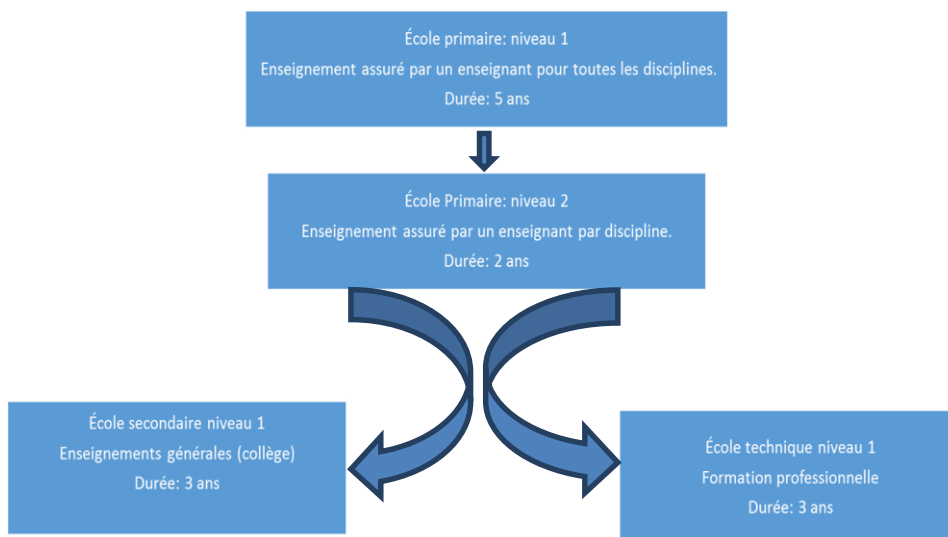 École primaire: niveau 1
Enseignement assuré par un enseignant pour toutes les disciplines.
Durée: 5 ans
École Primaire: niveau 2
Enseignement assuré par un enseignant par discipline.
Durée: 2 ans
École secondaire niveau 1
Enseignements générales (collège)
Durée: 3 ans
École technique niveau 1
Formation professionnelle
Durée: 3 ans